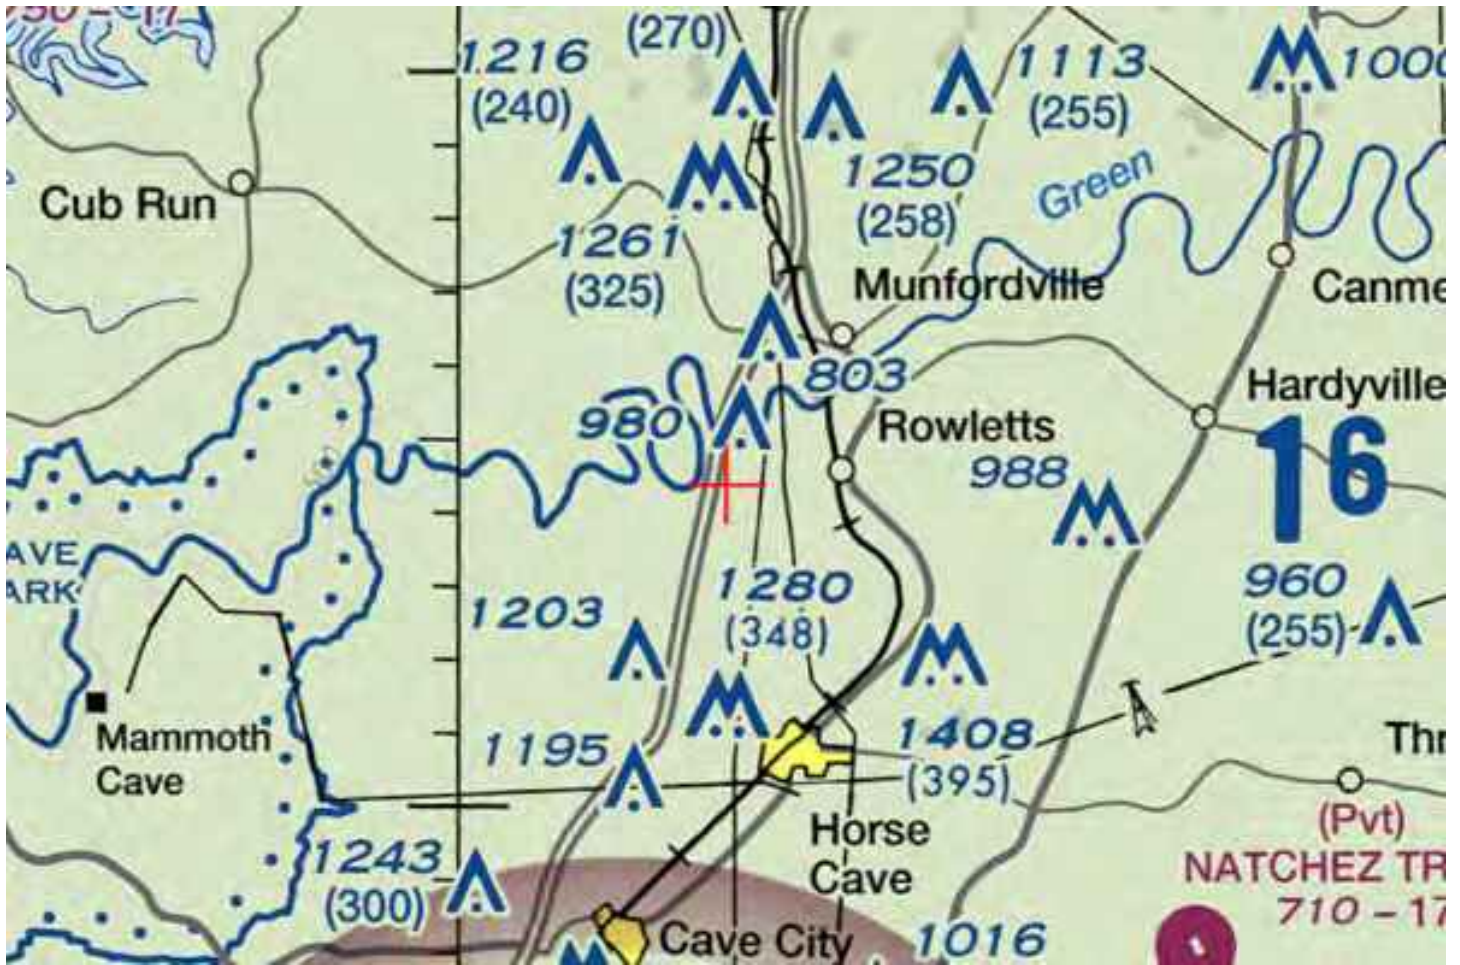 50 - 17
(270)
1216
(240)
1113
(255)
1000
Cub Run
1250
(258)
Green
1261
(325)
Munfordville
Canme
803
Hardyville
980
Rowletts
988
16
AVE
ARK
1203
1280
(348)
960
(255)
Mammoth
Cave
1195
1408
(395)
Thr
Horse
Cave
(Pvt)
NATCHEZ TR
710 - 17
1243
(300)
Cave City
1016